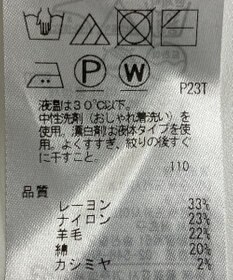 P
W
P23T
液温は30℃以下。
中性洗剤(おしゃれ着洗い)を
使用。漂白剤は液体タイプを使
用。よくすすぎ、絞りの後すぐ
に干すこと。
110
品質
レーヨン 33%
ナイロン 23%
羊毛 22%
綿 20%
カシミヤ 2%